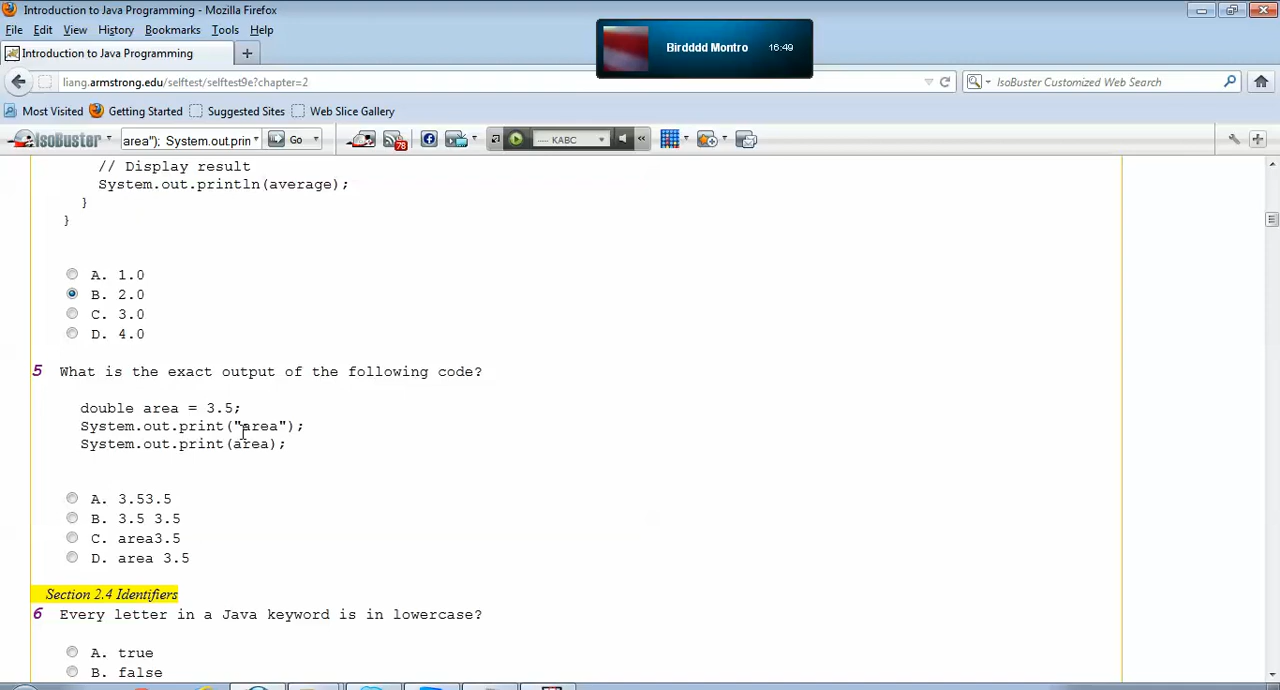 Introduction to Java Programming - Mozilla Firefox
File Edit View History Bookmarks Tools Help
Birdddd Montro 16:49
Introduction to Java Programming
liang.armstrong.edu/selftest/selftest9e?chapter=2
IsoBuster Customized Web Search
Most Visited Getting Started Suggested Sites Web Slice Gallery
IsoBuster area"); System.out.prin Go 78 ---- KABC
// Display result
System.out.println(average);
}
}
A. 1.0
B. 2.0
C. 3.0
D. 4.0
5 What is the exact output of the following code?
double area = 3.5;
System.out.print("area");
System.out.print(area);
A. 3.53.5
B. 3.5 3.5
C. area3.5
D. area 3.5
Section 2.4 Identifiers
6 Every letter in a Java keyword is in lowercase?
A. true
B. false